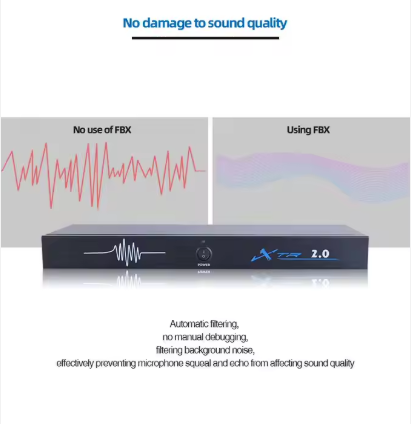 No damage to sound quality
No use of FBX
Using FBX
POWER
XTR 2.0
Automatic filtering,
no manual debugging,
filtering background noise,
effectively preventing microphone squeal and echo from affecting sound quality